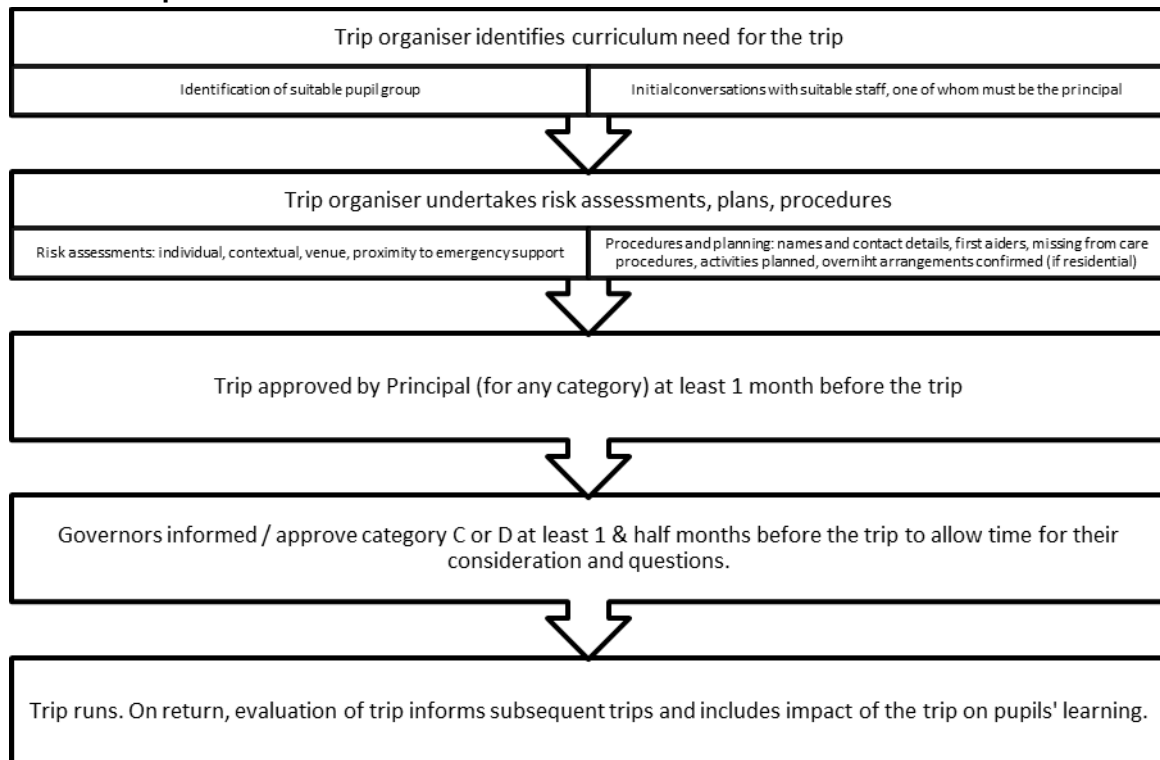 Trip organiser identifies curriculum need for the trip
Identification of suitable pupil group
Initial conversations with suitable staff, one of whom must be the principal
Trip organiser undertakes risk assessments, plans, procedures
Risk assessments: individual, contextual, venue, proximity to emergency support
Procedures and planning: names and contact details, first aiders, missing from care
procedures, activities planned, overniht arrangements confirmed (if residential)
Trip approved by Principal (for any category) at least 1 month before the trip
Governors informed / approve category C or D at least 1 & half months before the trip to allow time for their
consideration and questions.
Trip runs. On return, evaluation of trip informs subsequent trips and includes impact of the trip on pupils' learning.